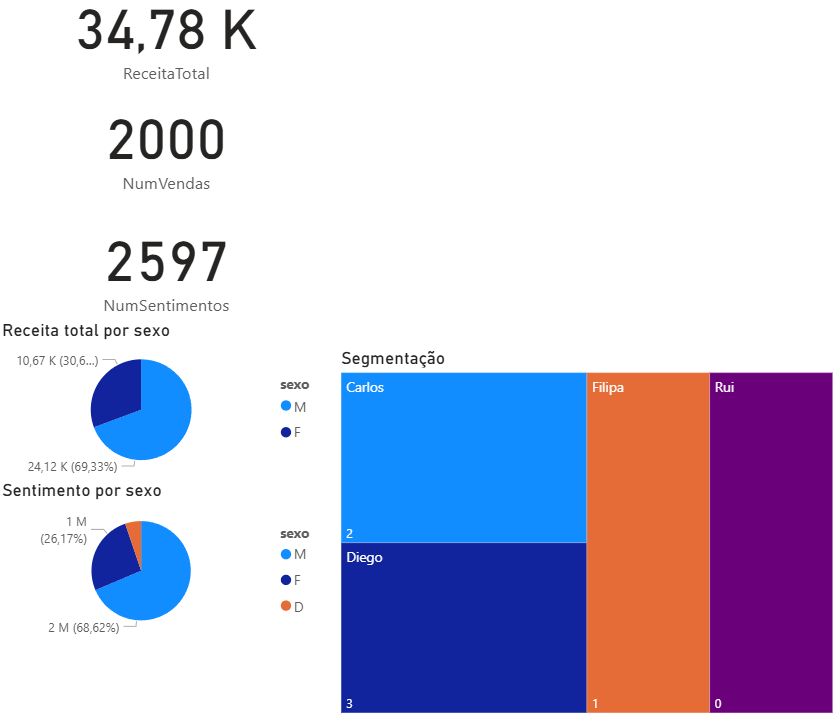 34,78 K
ReceitaTotal
2000
NumVendas
2597
NumSentimentos
Receita total por sexo
10,67 K (30,6...)
24,12 K (69,33%)
sexo
M
F
Sentimento por sexo
1 M
(26,17%)
2 M (68,62%)
sexo
M
F
D
Segmentação
Carlos
2
Diego
3
Filipa
1
Rui
0